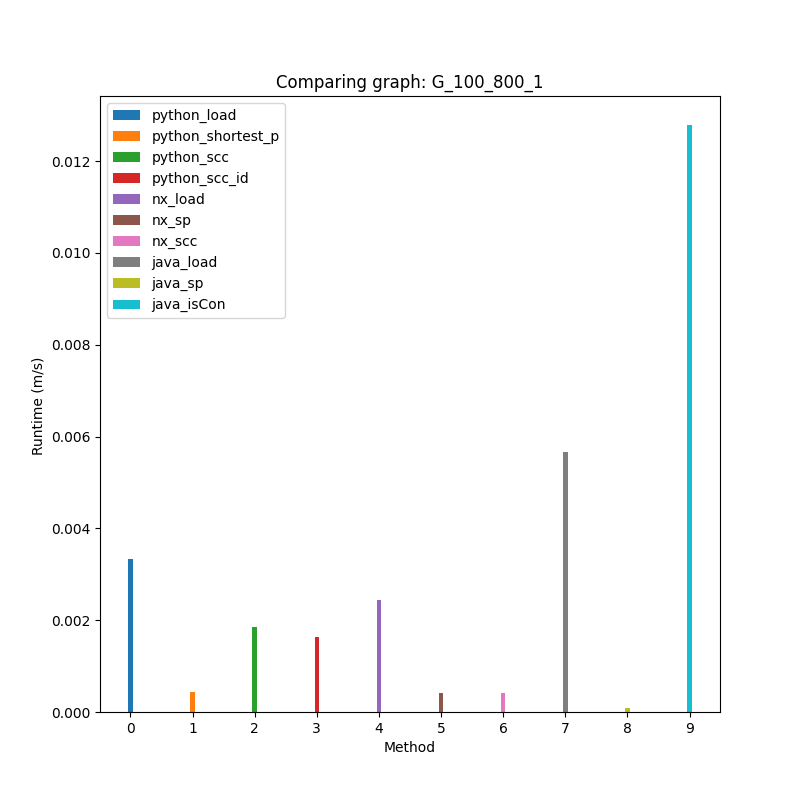 Comparing graph: G_100_800_1
python_load
python_shortest_p
python_scc
python_scc_id
nx_load
nx_sp
nx_scc
java_load
java_sp
java_isCon
0.012
0.010
0.008
0.006
0.004
0.002
0.000
Runtime (m/s)
0 1 2 3 4 5 6 7 8 9
Method